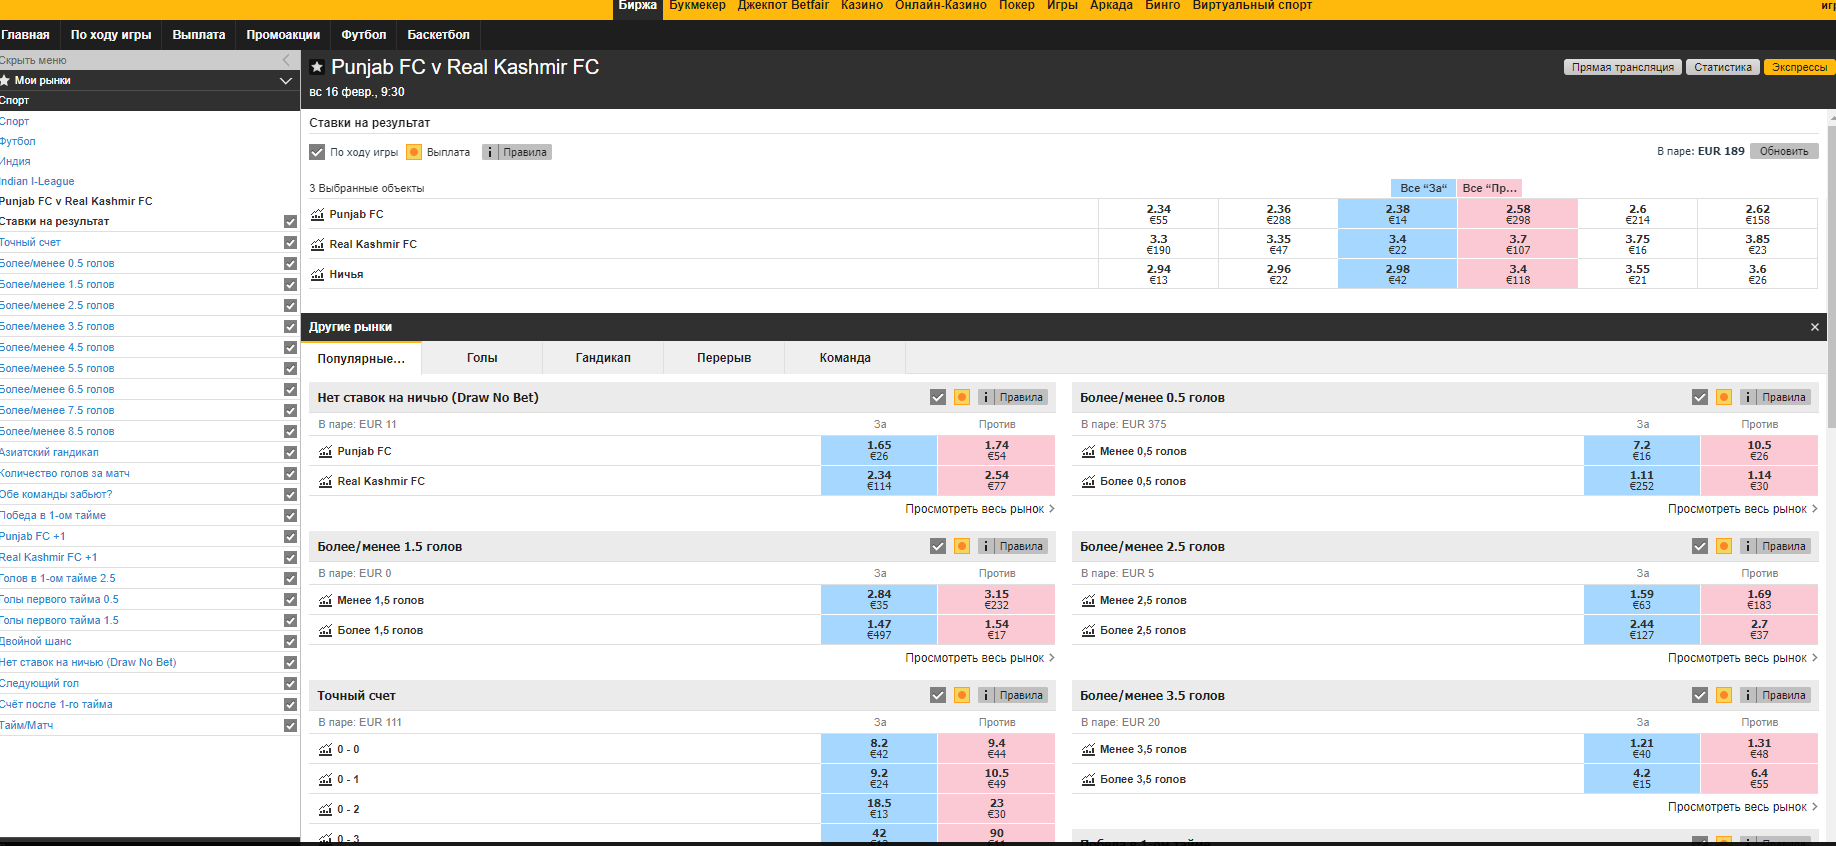 Биржа Букмекер Джекпот Betfair Казино Онлайн-Казино Покер Игры Аркада Бинго Виртуальный спорт
Главная По ходу игры Выплата Промоакции Футбол Баскетбол
Скрыть меню
Мои рынки
Спорт
Спорт
Футбол
Индия
Indian I-League
Punjab FC v Real Kashmir FC
Ставки на результат
Точный счет
Более/менее 0.5 голов
Более/менее 1.5 голов
Более/менее 2.5 голов
Более/менее 3.5 голов
Более/менее 4.5 голов
Более/менее 5.5 голов
Более/менее 6.5 голов
Более/менее 7.5 голов
Более/менее 8.5 голов
Азиатский гандикап
Количество голов за матч
Обе команды забьют?
Победа в 1-ом тайме
Punjab FC +1
Real Kashmir FC +1
Голов в 1-ом тайме 2.5
Голы первого тайма 0.5
Голы первого тайма 1.5
Двойной шанс
Нет ставок на ничью (Draw No Bet)
Следующий гол
Счёт после 1-го тайма
Тайм/Матч
Punjab FC v Real Kashmir FC
вс 16 февр., 9:30
Прямая трансляция Статистика Экспрессы
Ставки на результат
По ходу игры Выплата i Правила В паре: EUR 189 Обновить
3 Выбранные объекты Все “За“ Все “Пр...
Punjab FC 2.34 2.36 2.38 2.58 2.6 2.62
€55 €288 €14 €298 €214 €158
Real Kashmir FC 3.3 3.35 3.4 3.7 3.75 3.85
€190 €47 €22 €107 €16 €23
Ничья 2.94 2.96 2.98 3.4 3.55 3.6
€13 €22 €42 €118 €21 €26
Другие рынки
Популярные... Голы Гандикап Перерыв Команда
Нет ставок на ничью (Draw No Bet) i Правила
В паре: EUR 11 За Против
Punjab FC 1.65 1.74
€26 €54
Real Kashmir FC 2.34 2.54
€114 €77
Просмотреть весь рынок
Более/менее 0.5 голов i Правила
В паре: EUR 375 За Против
Менее 0,5 голов 7.2 10.5
€16 €26
Более 0,5 голов 1.11 1.14
€252 €30
Просмотреть весь рынок
Более/менее 1.5 голов i Правила
В паре: EUR 0 За Против
Менее 1,5 голов 2.84 3.15
€35 €232
Более 1,5 голов 1.47 1.54
€497 €17
Просмотреть весь рынок
Более/менее 2.5 голов i Правила
В паре: EUR 5 За Против
Менее 2,5 голов 1.59 1.69
€63 €183
Более 2,5 голов 2.44 2.7
€127 €37
Просмотреть весь рынок
Точный счет i Правила
В паре: EUR 111 За Против
0 - 0 8.2 9.4
€42 €44
0 - 1 9.2 10.5
€24 €49
0 - 2 18.5 23
€13 €30
0 - 3 42 90
Более/менее 3.5 голов i Правила
В паре: EUR 20 За Против
Менее 3,5 голов 1.21 1.31
€40 €48
Более 3,5 голов 4.2 6.4
€15 €55
Просмотреть весь рынок